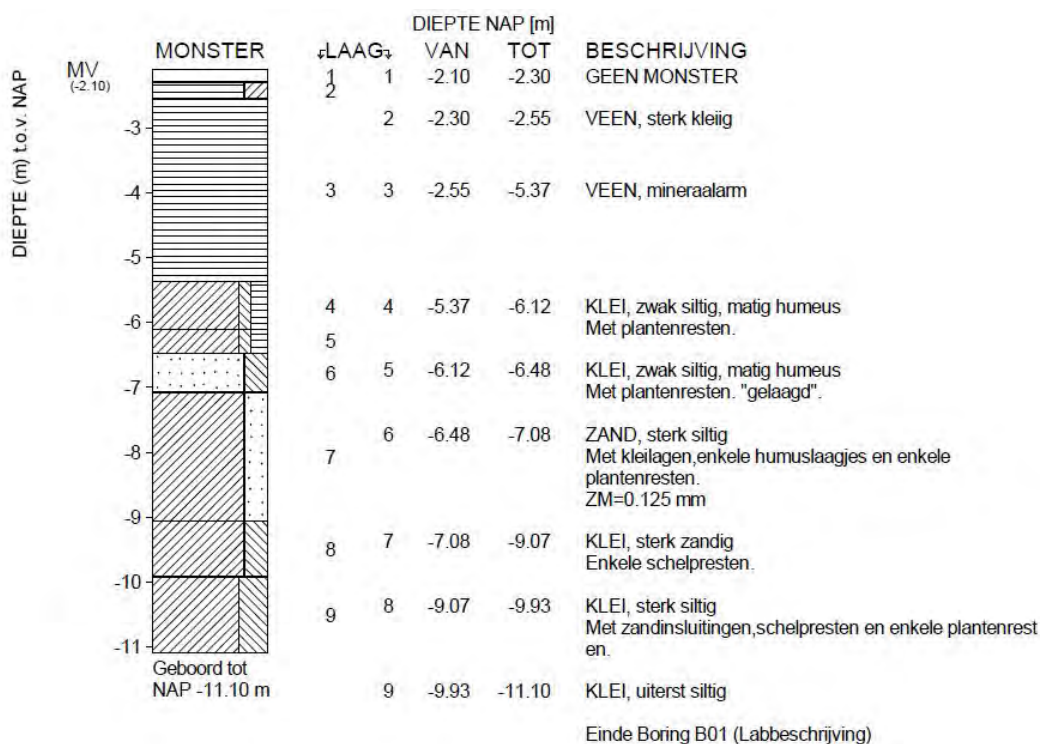 DIEPTE NAP [m]
MONSTER LAAG VAN TOT BESCHRIJVING
MV
(-2.10)
DIEPTE (m) t.o.v. NAP
1 1 -2.10 -2.30 GEEN MONSTER
2
2 -2.30 -2.55 VEEN, sterk kleiig
-3
3 3 -2.55 -5.37 VEEN, mineraalarm
-4
-5
4 4 -5.37 -6.12 KLEI, zwak siltig, matig humeus
Met plantenresten.
-6
5
6 5 -6.12 -6.48 KLEI, zwak siltig, matig humeus
Met plantenresten. "gelaagd".
-7
6 -6.48 -7.08 ZAND, sterk siltig
Met kleilagen,enkele humuslaagjes en enkele
plantenresten.
ZM=0.125 mm
-8
7
-9
8 7 -7.08 -9.07 KLEI, sterk zandig
Enkele schelpresten.
-10
9 8 -9.07 -9.93 KLEI, sterk siltig
Met zandinsluitingen,schelpresten en enkele plantenrest
en.
-11
Geboord tot
NAP -11.10 m
9 -9.93 -11.10 KLEI, uiterst siltig
Einde Boring B01 (Labbeschrijving)